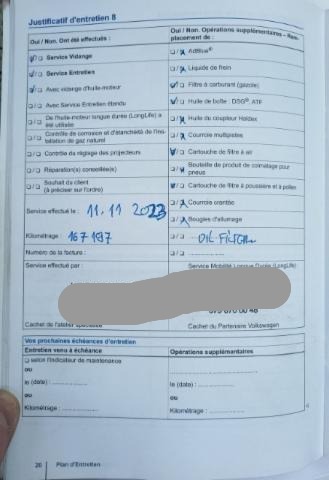 Justificatif d'entretien 8
Oui / Non. Ont été effectués :
Oui / Non. Opérations supplémentaires – Remplacement de :
Service Vidange
AdBlue®
Service Entretien
Liquide de frein
Avec vidange d'huile-moteur
Filtre à carburant (gazole)
Avec Service Entretien étendu
Huile de boîte : DSG®, ATF
De l'huile-moteur longue durée (LongLife) a été utilisée
Huile du coupleur Haldex
Contrôle de corrosion et d'étanchéité de l'installation de gaz naturel
Courroie multipistes
Contrôle du réglage des projecteurs
Cartouche de filtre à air
Réparation(s) conseillée(s)
Bouteille de produit de colmatage pour pneus
Souhait du client
(à préciser sur l'ordre)
Cartouche de filtre à poussière et à pollen
Service effectué le : 11.11 2023
Courroie crantée
Bougies d'allumage
Kilométrage : 167197
Numéro de la facture :
Service effectué par :
Service Mobilité Longue Durée (LongLife)
Cachet de l'atelier
Cachet du Partenaire Volkswagen
Vos prochaines échéances d'entretien
Entretien venu à échéance
Opérations supplémentaires
selon l'indicateur de maintenance
ou
ou
le (date) :
le (date) :
ou
ou
Kilométrage :
Kilométrage :
20 Plan d'Entretien